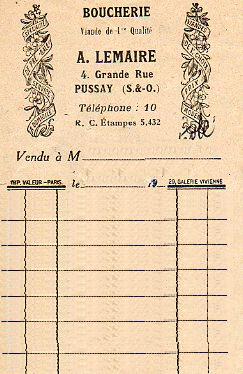 BOUCHERIE
Viande de 1re Qualité
A. LEMAIRE
4. Grande Rue
PUSSAY (S.&-O.)
Téléphone : 10
R. C. Étampes 5,432
Vendu à M
IMP. VALEUR - PARIS. le 19 29, GALERIE VIVIENNE